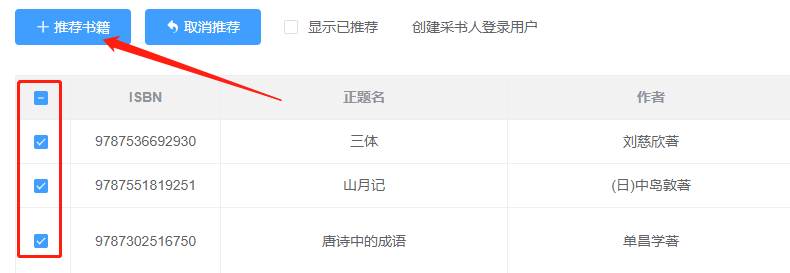 推荐书籍 取消推荐 显示已推荐 创建采书人登录用户
ISBN 正题名 作者
9787536692930 三体 刘慈欣著
9787551819251 山月记 (日)中岛敦著
9787302516750 唐诗中的成语 单昌学著